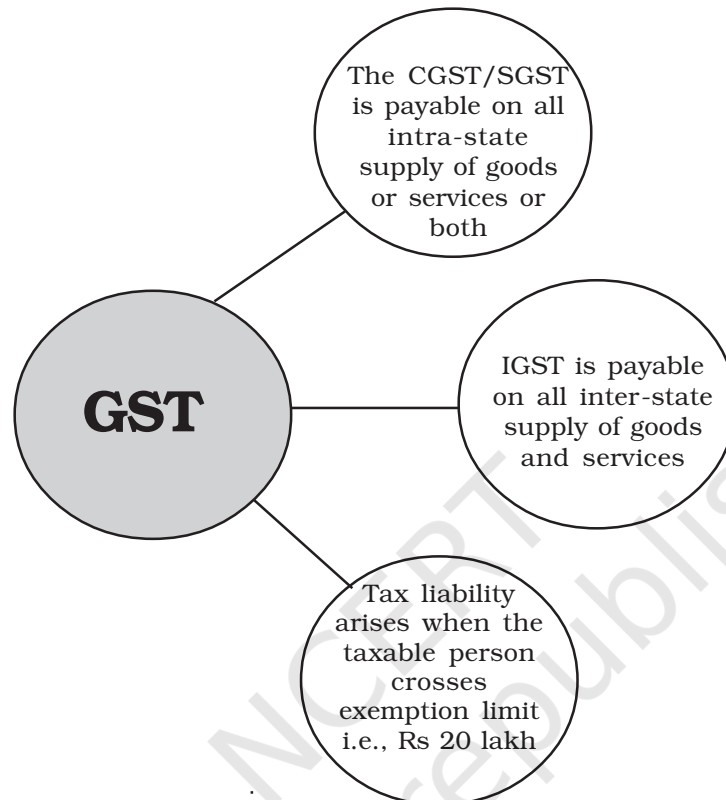 The CGST/SGST
is payable on all
intra-state
supply of goods
or services or
both
GST
IGST is payable
on all inter-state
supply of goods
and services
Tax liability
arises when the
taxable person
crosses
exemption limit
i.e., Rs 20 lakh
NCERT
republis